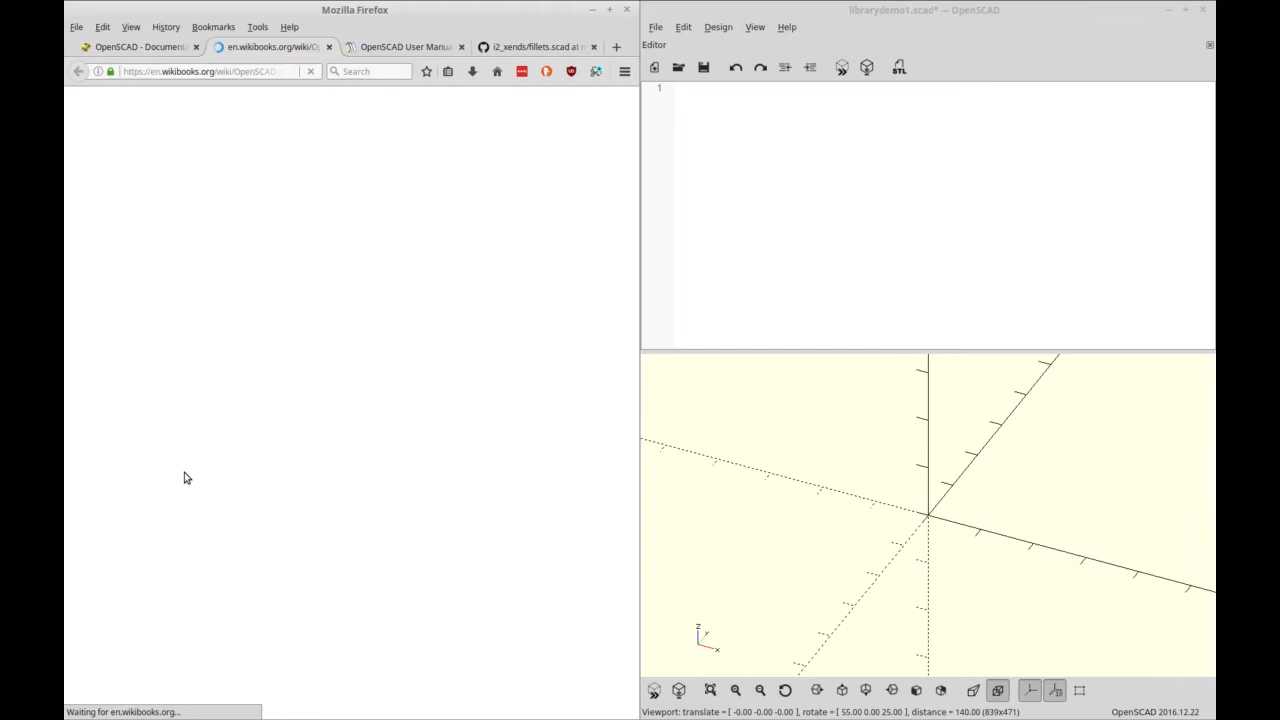 Mozilla Firefox
File Edit View History Bookmarks Tools Help
OpenSCAD - Documenta
en.wikibooks.org/wiki/O
OpenSCAD User Manua
i2_xends/fillets.scad at m
https://en.wikibooks.org/wiki/OpenSCAD
Search
Waiting for en.wikibooks.org...
librarydemo1.scad* — OpenSCAD
File Edit Design View Help
Editor
STL
1
Z
Y
X
10
Viewport: translate = [ -0.00 -0.00 -0.00 ], rotate = [ 55.00 0.00 25.00 ], distance = 140.00 (839x471)
OpenSCAD 2016.12.22